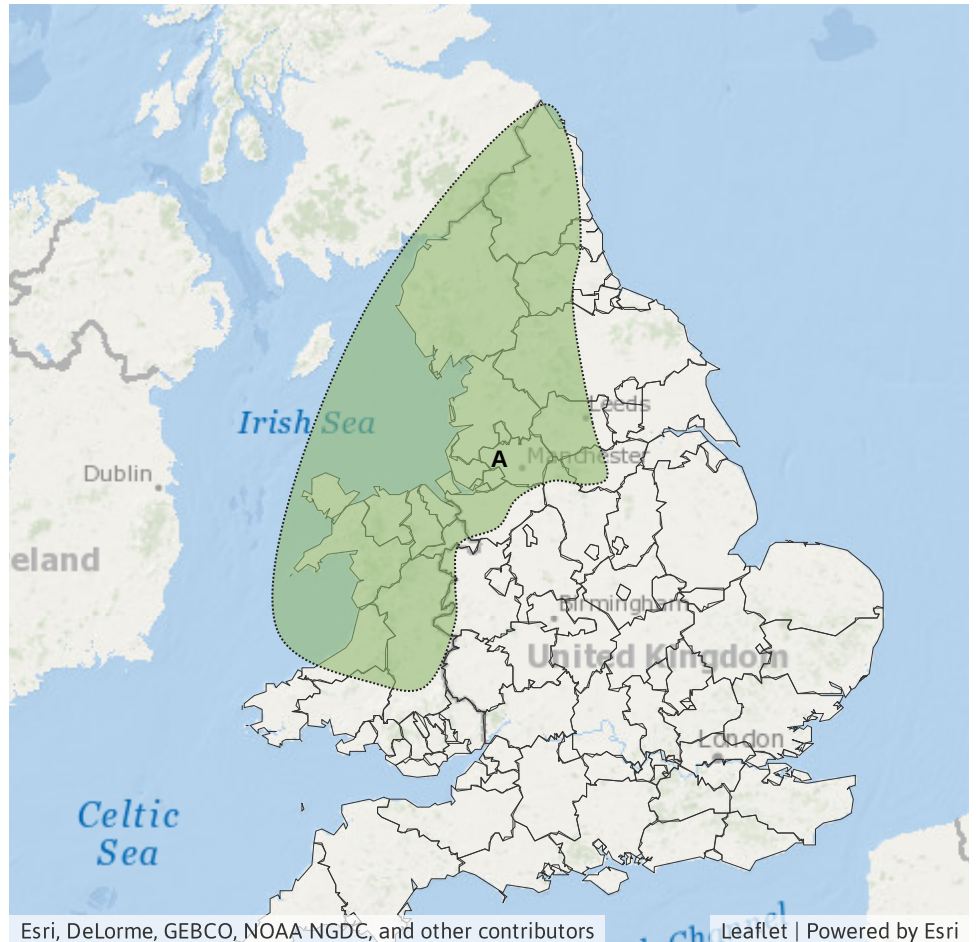 Leeds
Irish Sea
A
Manchester
Dublin
eland
Birmingham
United Kingdom
London
Celtic
Sea
Channel
Esri, DeLorme, GEBCO, NOAA NGDC, and other contributors
Leaflet | Powered by Esri